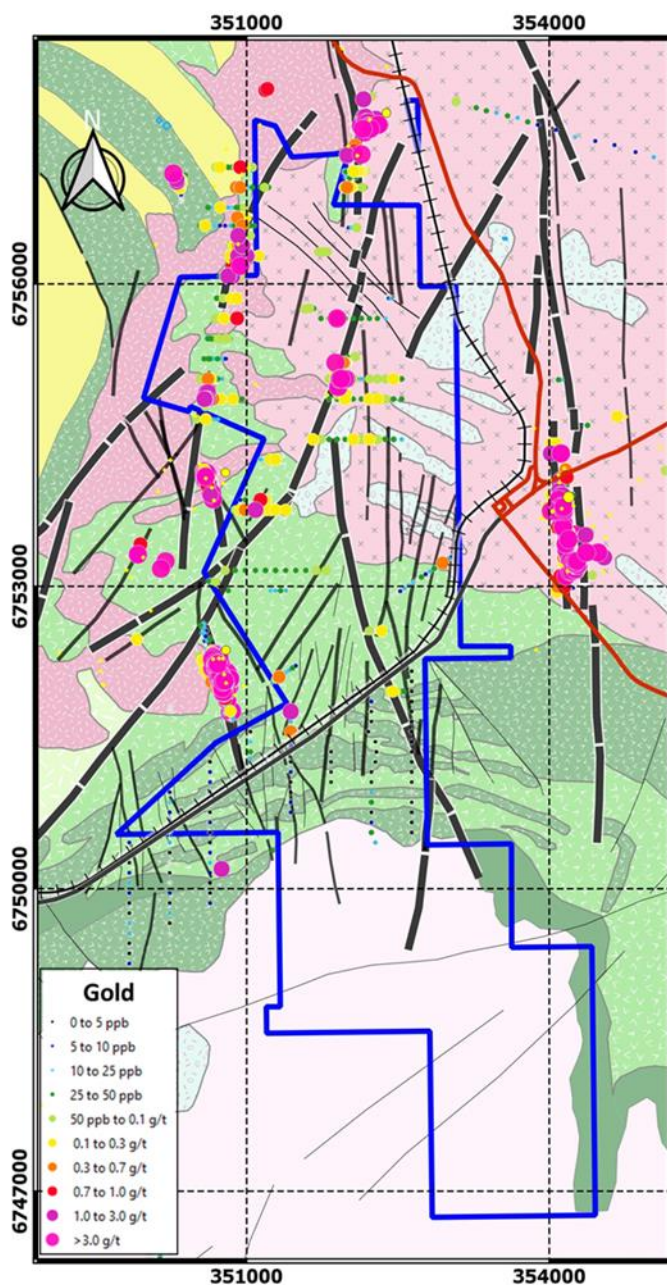 351000 354000
N
6756000
6753000
6750000
6747000
Gold
0 to 5 ppb
5 to 10 ppb
10 to 25 ppb
25 to 50 ppb
50 ppb to 0.1 g/t
0.1 to 0.3 g/t
0.3 to 0.7 g/t
0.7 to 1.0 g/t
1.0 to 3.0 g/t
>3.0 g/t
351000 354000